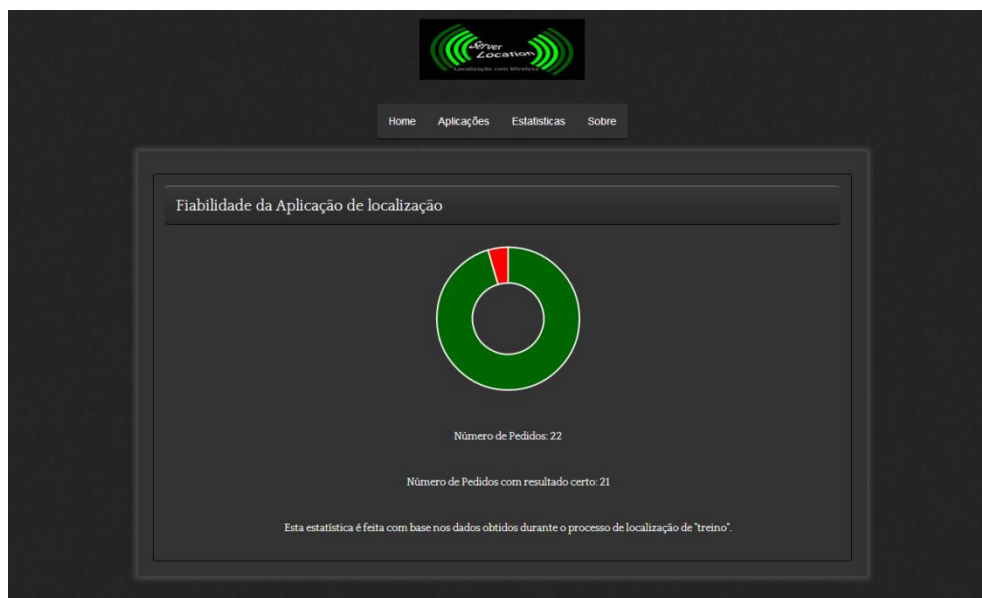 Server
Location
Localização com Wireless
Home Aplicações Estatísticas Sobre
Fiabilidade da Aplicação de localização
Número de Pedidos: 22
Número de Pedidos com resultado certo: 21
Esta estatística é feita com base nos dados obtidos durante o processo de localização de "treino".